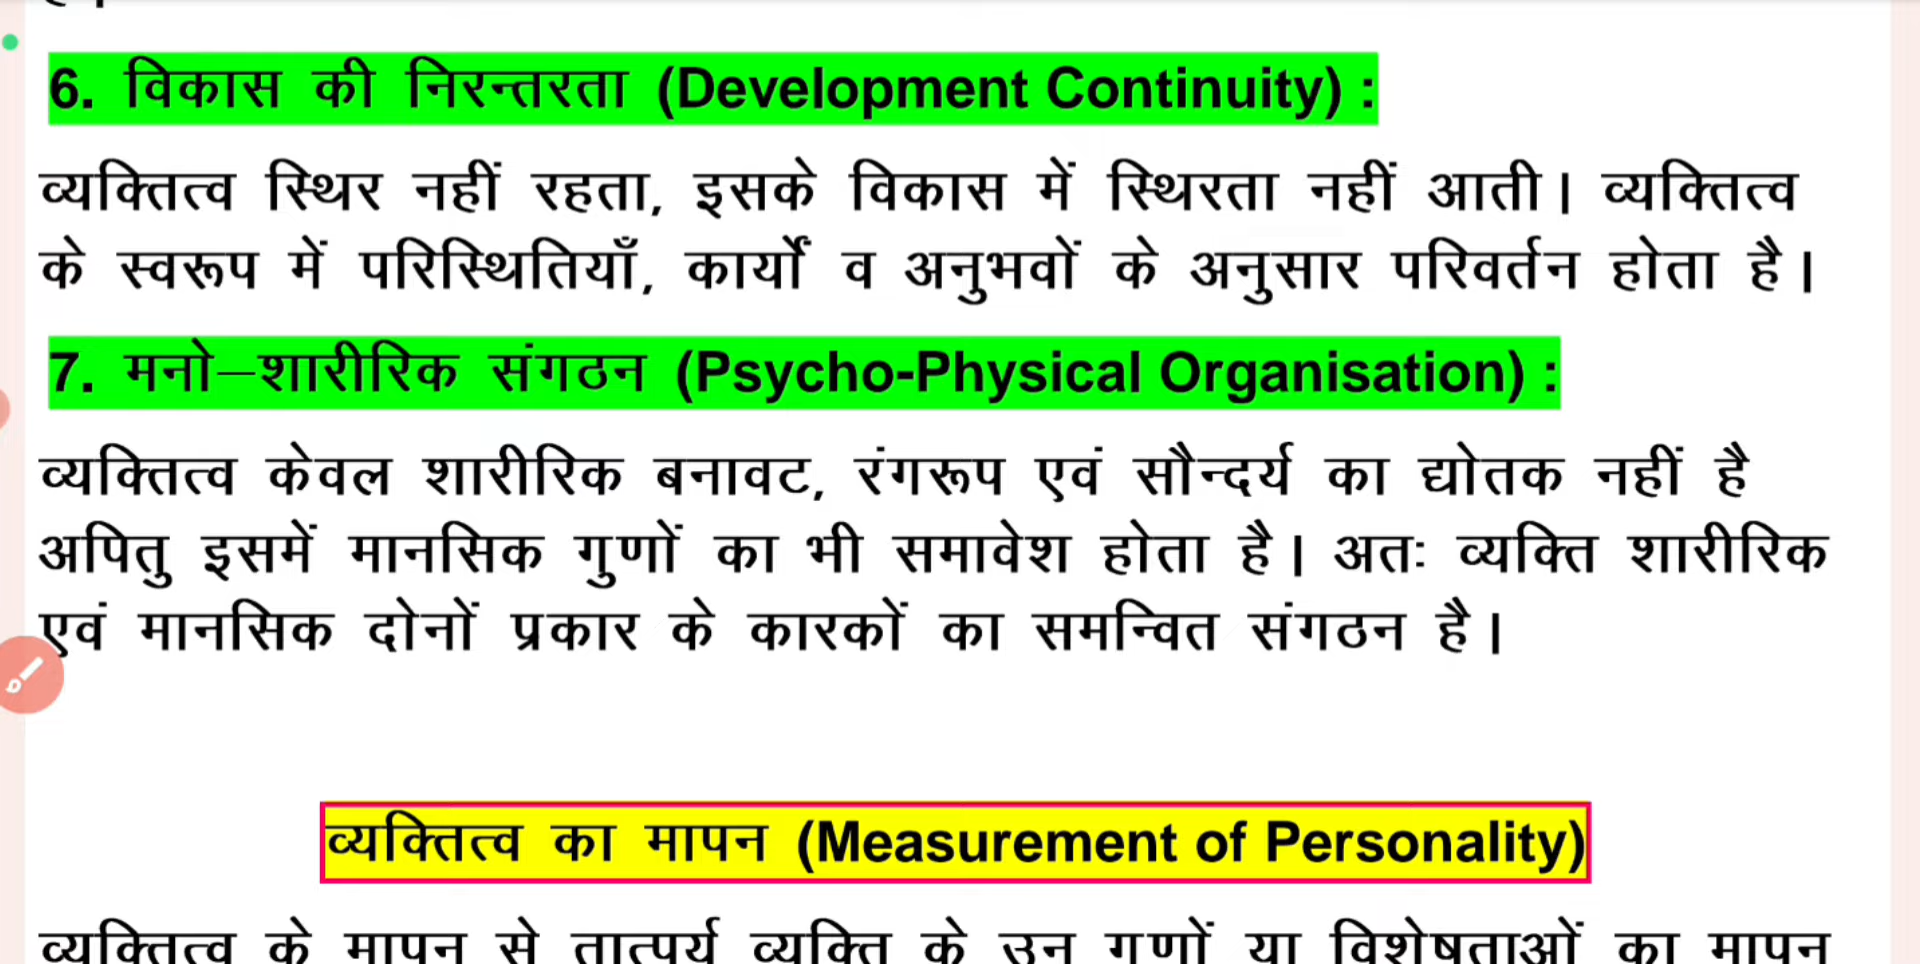 6. विकास की निरन्तरता (Development Continuity) :
व्यक्तित्व स्थिर नहीं रहता, इसके विकास में स्थिरता नहीं आती। व्यक्तित्व
के स्वरूप में परिस्थितियाँ, कार्यों व अनुभवों के अनुसार परिवर्तन होता है।
7. मनो–शारीरिक संगठन (Psycho-Physical Organisation) :
व्यक्तित्व केवल शारीरिक बनावट, रंगरूप एवं सौन्दर्य का द्योतक नहीं है
अपितु इसमें मानसिक गुणों का भी समावेश होता है। अतः व्यक्ति शारीरिक
एवं मानसिक दोनों प्रकार के कारकों का समन्वित संगठन है।
व्यक्तित्व का मापन (Measurement of Personality)
व्यक्तित्व के मापन से तात्पर्य व्यक्ति के उन गुणों या विशेषताओं का मापन